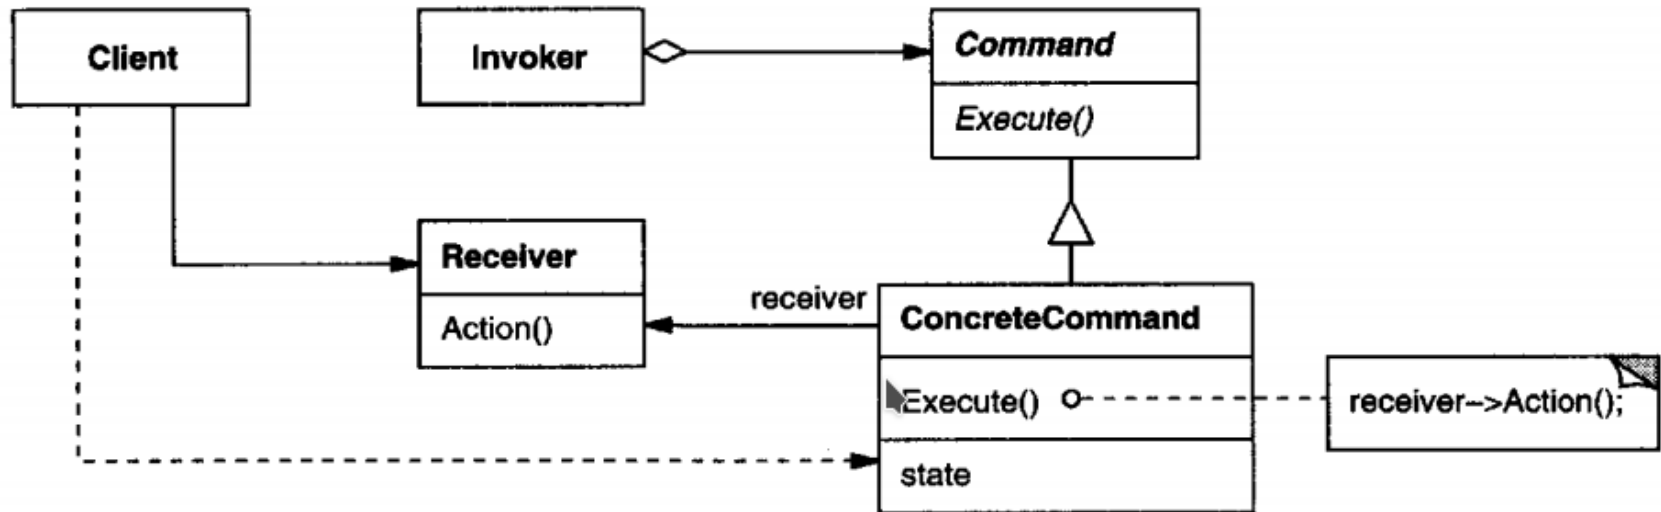 Client
Invoker
Command
Execute()
Receiver
Action()
receiver
ConcreteCommand
Execute()
receiver->Action();
state